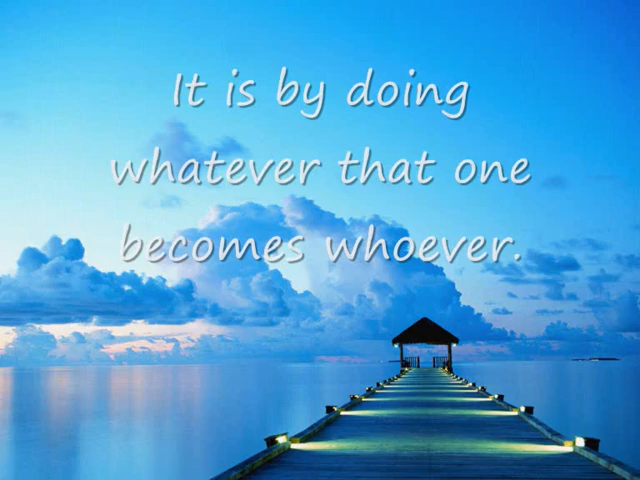 It is by doing
whatever that one
becomes whoever.